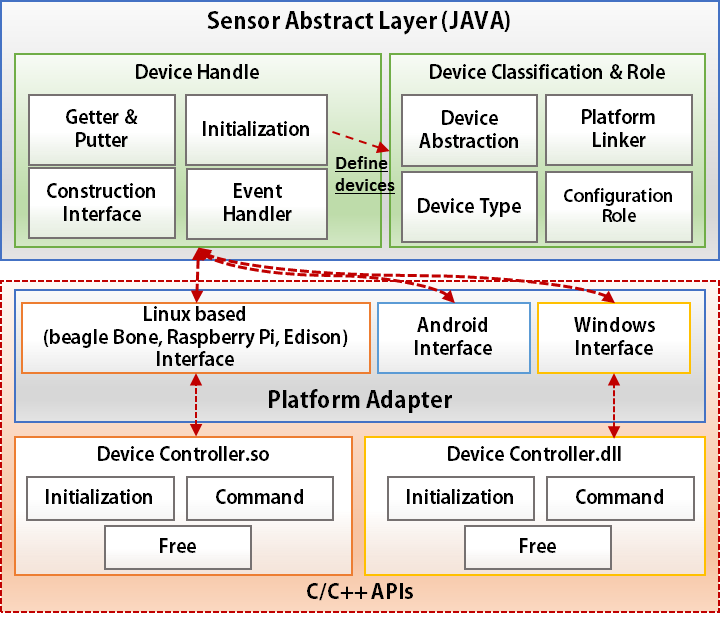 Sensor Abstract Layer (JAVA)
Device Handle
Getter &
Putter
Initialization
Construction
Interface
Event
Handler
Define
devices
Device Classification & Role
Device
Abstraction
Platform
Linker
Device Type
Configuration
Role
Linux based
(beagle Bone, Raspberry Pi, Edison)
Interface
Android
Interface
Windows
Interface
Platform Adapter
Device Controller.so
Initialization
Command
Free
Device Controller.dll
Initialization
Command
Free
C/C++ APIs